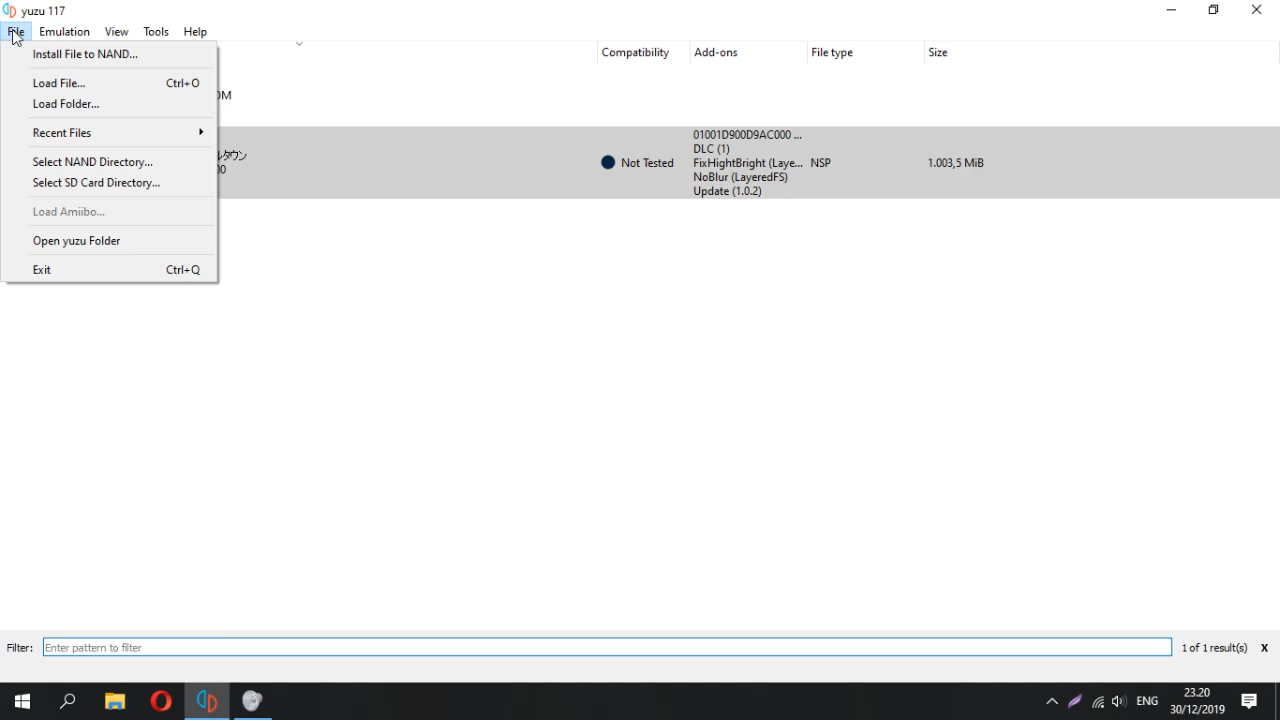 yuzu 117
File Emulation View Tools Help
Install File to NAND...
Load File... Ctrl+O
Load Folder...
Recent Files
Select NAND Directory...
Select SD Card Directory...
Load Amiibo...
Open yuzu Folder
Exit Ctrl+Q
Compatibility Add-ons File type Size
OM
ルタウン
00
Not Tested
01001D900D9AC000 ...
DLC (1)
FixHightBright (Laye...
NoBlur (LayeredFS)
Update (1.0.2)
NSP
1.003,5 MiB
Filter: Enter pattern to filter 1 of 1 result(s) X
ENG
23.20
30/12/2019